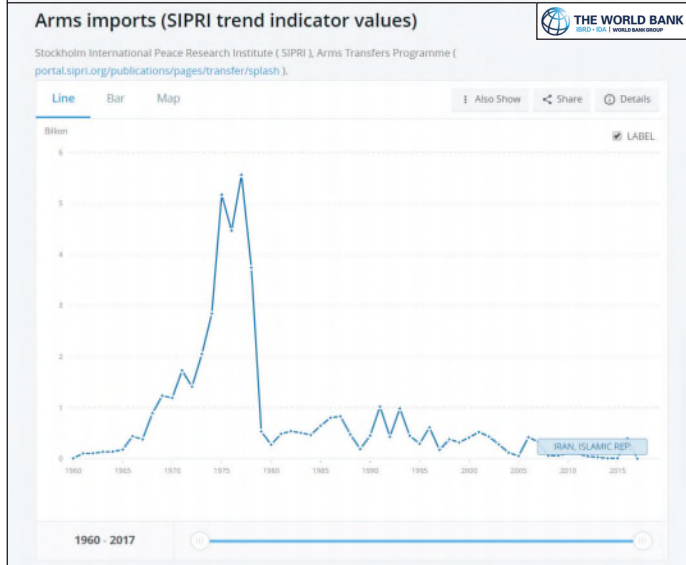 Arms imports (SIPRI trend indicator values)
THE WORLD BANK
IBRD • IDA | WORLD BANK GROUP
Stockholm International Peace Research Institute ( SIPRI ), Arms Transfers Programme (
portal.sipri.org/publications/pages/transfer/splash ).
Line Bar Map Also Show Share Details
Billion
LABEL
6
5
4
3
2
1
0
IRAN, ISLAMIC REP.
1960 1965 1970 1975 1980 1985 1990 1995 2000 2005 2010 2015
1960 - 2017